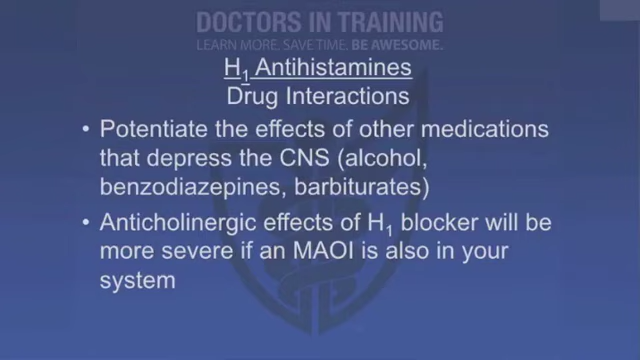 DOCTORS IN TRAINING
LEARN MORE. SAVE TIME. BE AWESOME.
H1 Antihistamines
Drug Interactions
• Potentiate the effects of other medications
that depress the CNS (alcohol,
benzodiazepines, barbiturates)
• Anticholinergic effects of H1 blocker will be
more severe if an MAOI is also in your
system